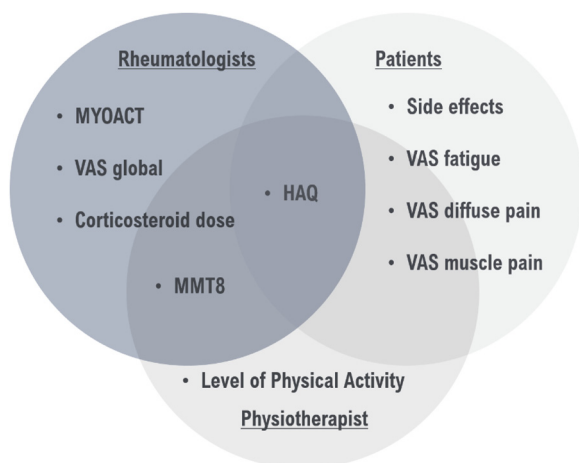 Rheumatologists
• MYOACT
• VAS global
• Corticosteroid dose
Patients
• Side effects
• VAS fatigue
• VAS diffuse pain
• VAS muscle pain
• HAQ
• MMT8
• Level of Physical Activity
Physiotherapist